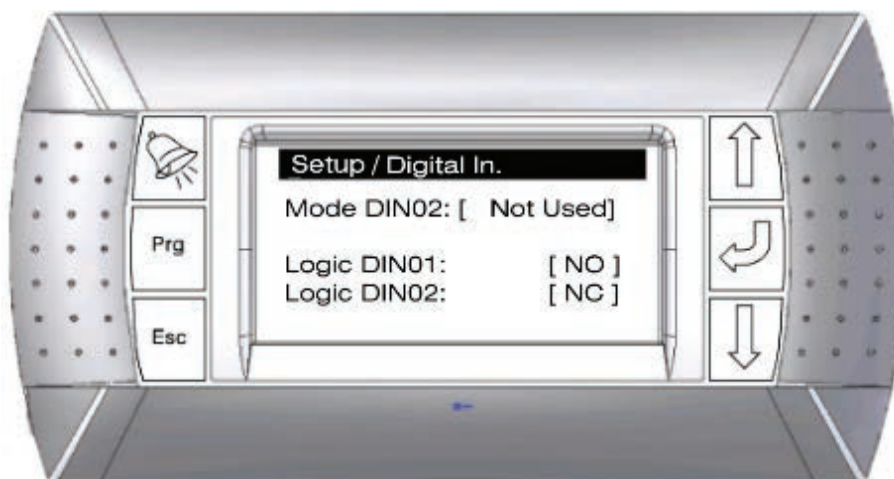 Setup / Digital In.
Mode DIN02: [ Not Used]
Logic DIN01: [ NO ]
Logic DIN02: [ NC ]
Prg
Esc